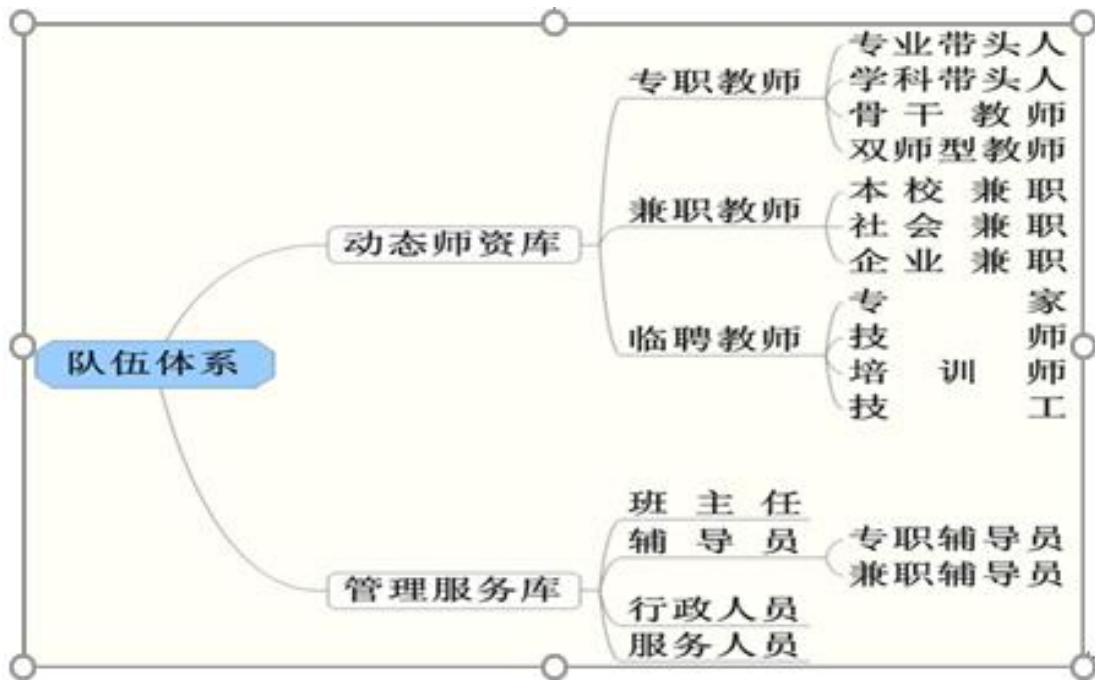 专业带头人
专职教师
学科带头人
骨干教师
双师型教师
本校兼职
兼职教师
社会兼职
动态师资库
企业兼职
专家
临聘教师
技师
队伍体系
培训师
技工
班主任
辅导员
专职辅导员
兼职辅导员
管理服务库
行政人员
服务人员